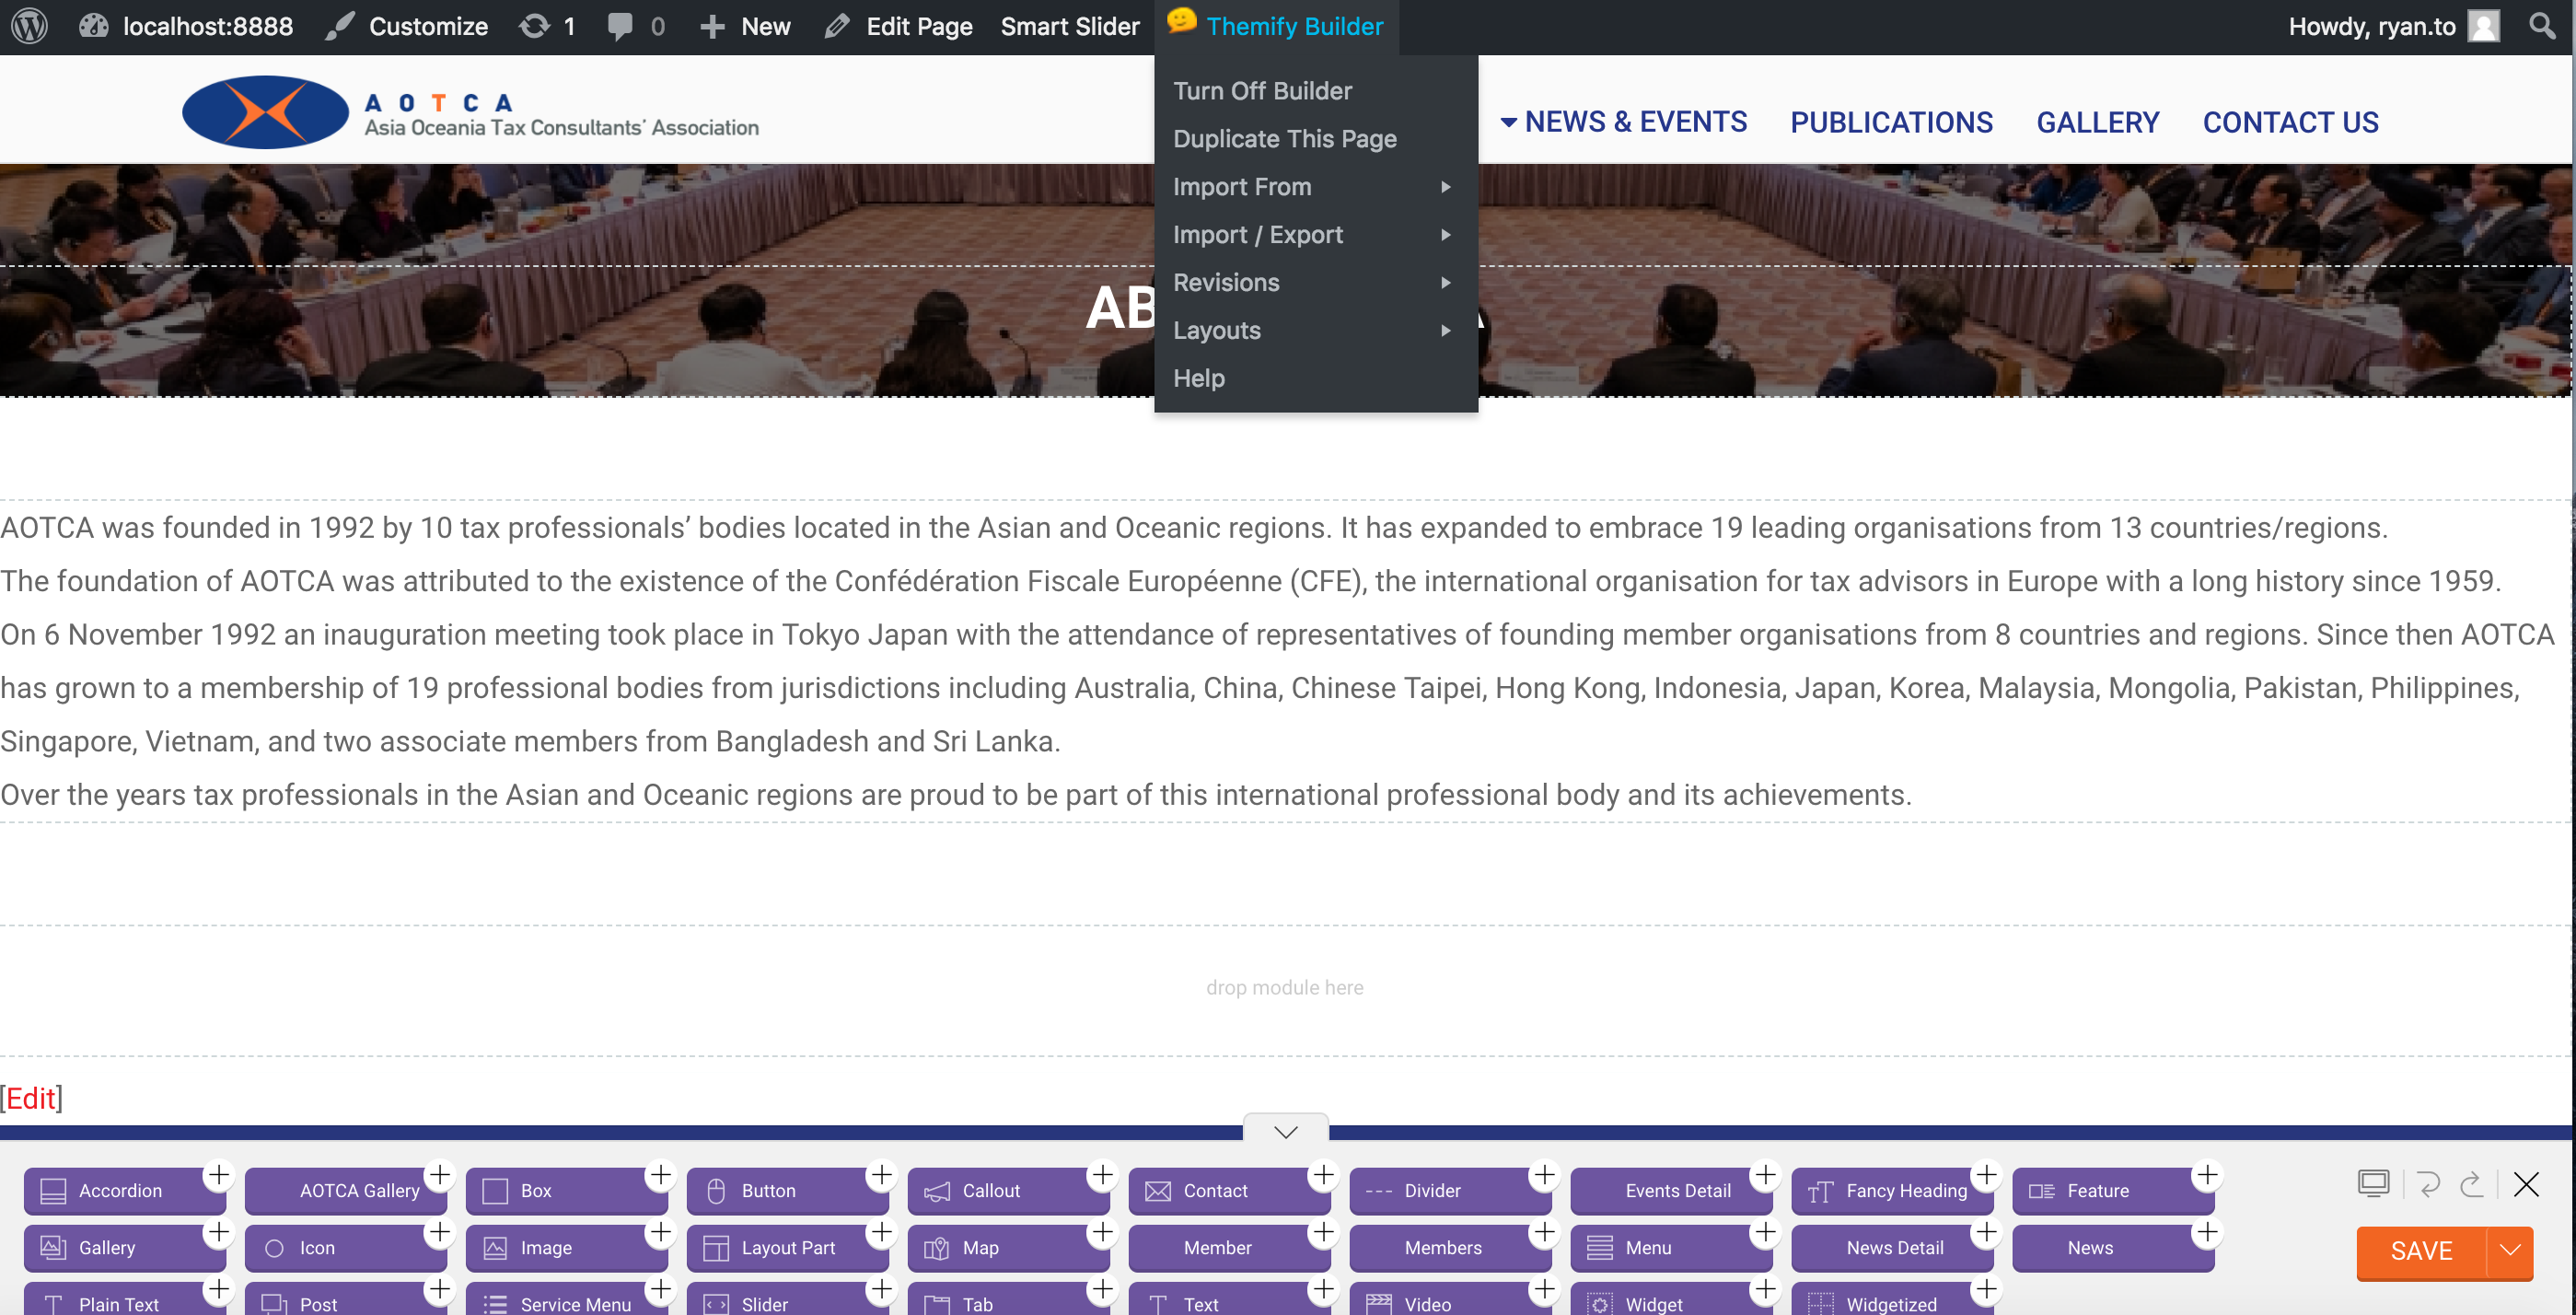 localhost:8888 Customize 1 0 + New Edit Page Smart Slider Themify Builder Howdy, ryan.to
Turn Off Builder
Duplicate This Page
Import From
Import / Export
Revisions
Layouts
Help
AOTCA
Asia Oceania Tax Consultants' Association
NEWS & EVENTS PUBLICATIONS GALLERY CONTACT US
AOTCA was founded in 1992 by 10 tax professionals’ bodies located in the Asian and Oceanic regions. It has expanded to embrace 19 leading organisations from 13 countries/regions.
The foundation of AOTCA was attributed to the existence of the Confédération Fiscale Européenne (CFE), the international organisation for tax advisors in Europe with a long history since 1959.
On 6 November 1992 an inauguration meeting took place in Tokyo Japan with the attendance of representatives of founding member organisations from 8 countries and regions. Since then AOTCA
has grown to a membership of 19 professional bodies from jurisdictions including Australia, China, Chinese Taipei, Hong Kong, Indonesia, Japan, Korea, Malaysia, Mongolia, Pakistan, Philippines,
Singapore, Vietnam, and two associate members from Bangladesh and Sri Lanka.
Over the years tax professionals in the Asian and Oceanic regions are proud to be part of this international professional body and its achievements.
drop module here
[Edit]
Accordion AOTCA Gallery Box Button Callout Contact Divider Events Detail Fancy Heading Feature
Gallery Icon Image Layout Part Map Member Members Menu News Detail News
SAVE
Plain Text Post Service Menu Slider Tab Text Video Widget Widgetized